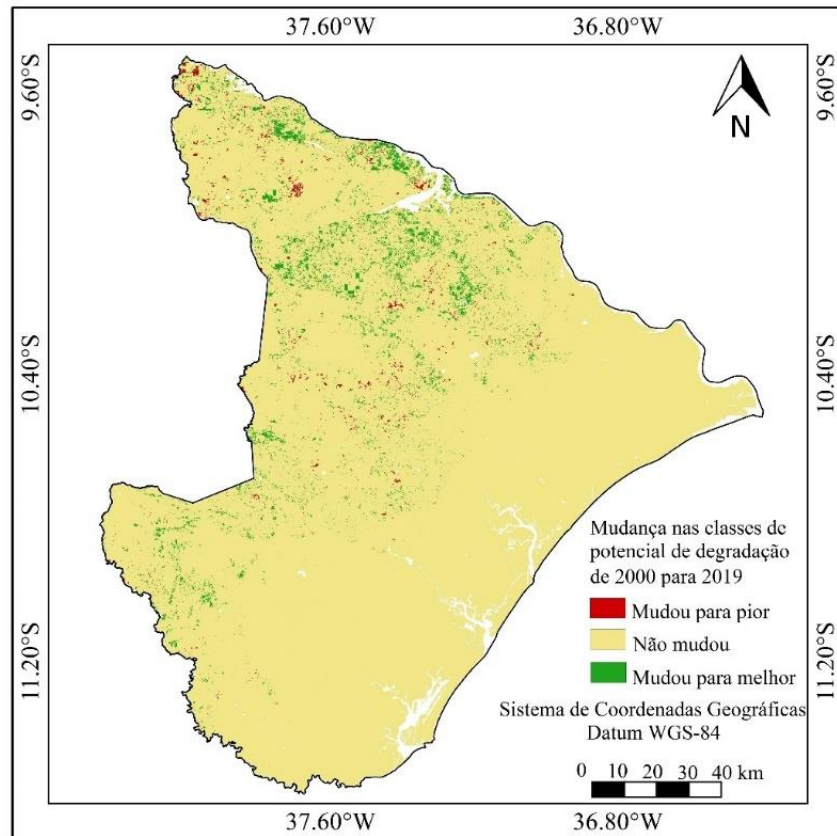 37.60°W 36.80°W
9.60°S 9.60°S
N
10.40°S 10.40°S
Mudança nas classes de
potencial de degradação
de 2000 para 2019
Mudou para pior
Não mudou
Mudou para melhor
11.20°S 11.20°S
Sistema de Coordenadas Geográficas
Datum WGS-84
0 10 20 30 40 km
37.60°W 36.80°W